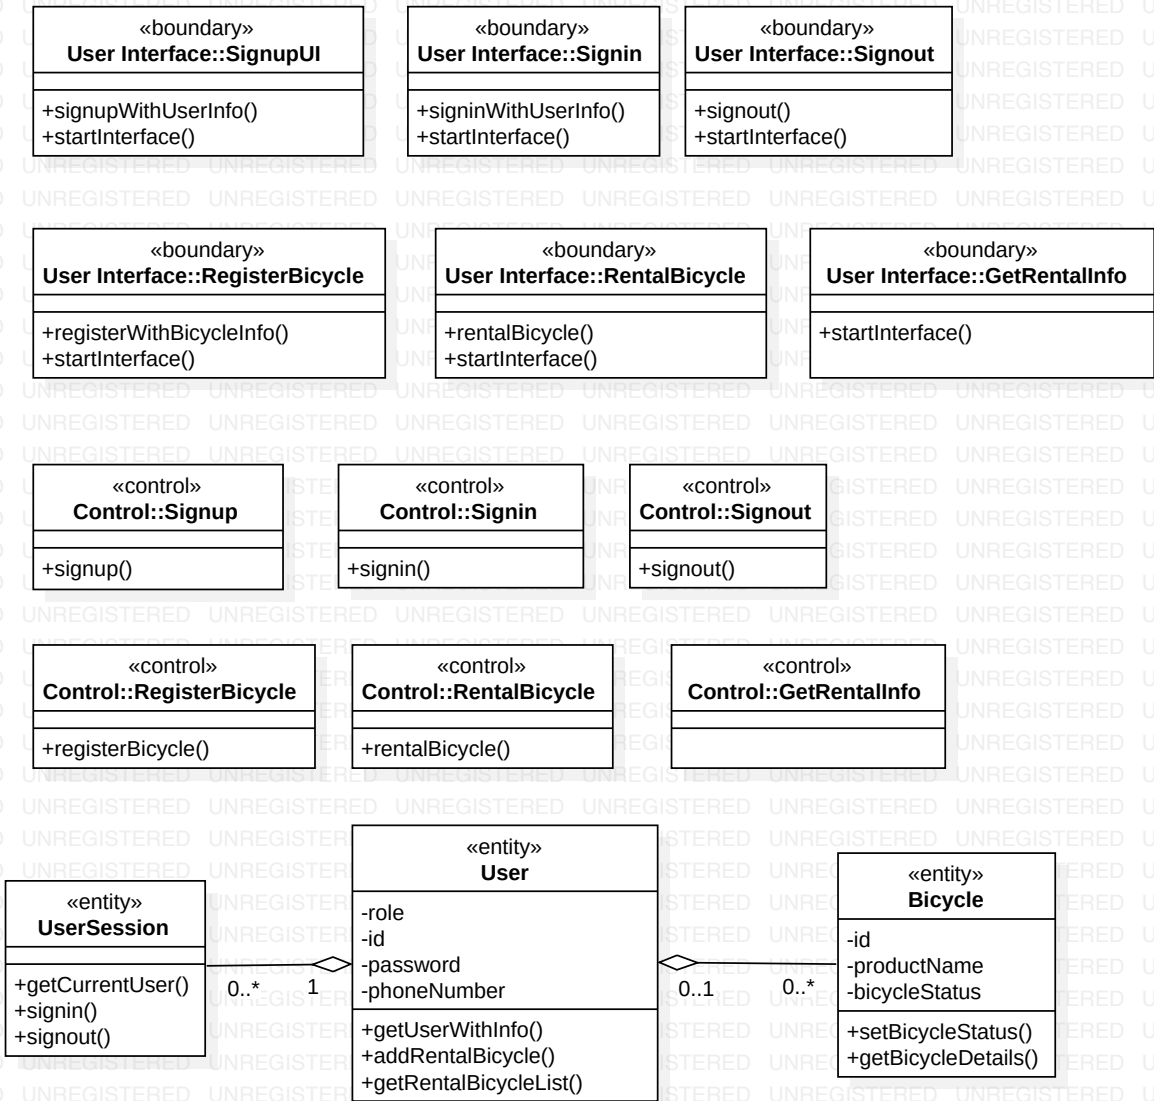 «boundary»
User Interface::SignupUI
+signupWithUserInfo()
+startInterface()
«boundary»
User Interface::Signin
+signinWithUserInfo()
+startInterface()
«boundary»
User Interface::Signout
+signout()
+startInterface()
«boundary»
User Interface::RegisterBicycle
+registerWithBicycleInfo()
+startInterface()
«boundary»
User Interface::RentalBicycle
+rentalBicycle()
+startInterface()
«boundary»
User Interface::GetRentalInfo
+startInterface()
«control»
Control::Signup
+signup()
«control»
Control::Signin
+signin()
«control»
Control::Signout
+signout()
«control»
Control::RegisterBicycle
+registerBicycle()
«control»
Control::RentalBicycle
+rentalBicycle()
«control»
Control::GetRentalInfo
«entity»
UserSession
+getCurrentUser()
+signin()
+signout()
0..*
1
«entity»
User
-role
-id
-password
-phoneNumber
+getUserWithInfo()
+addRentalBicycle()
+getRentalBicycleList()
0..1
0..*
«entity»
Bicycle
-id
-productName
-bicycleStatus
+setBicycleStatus()
+getBicycleDetails()
UNREGISTERED